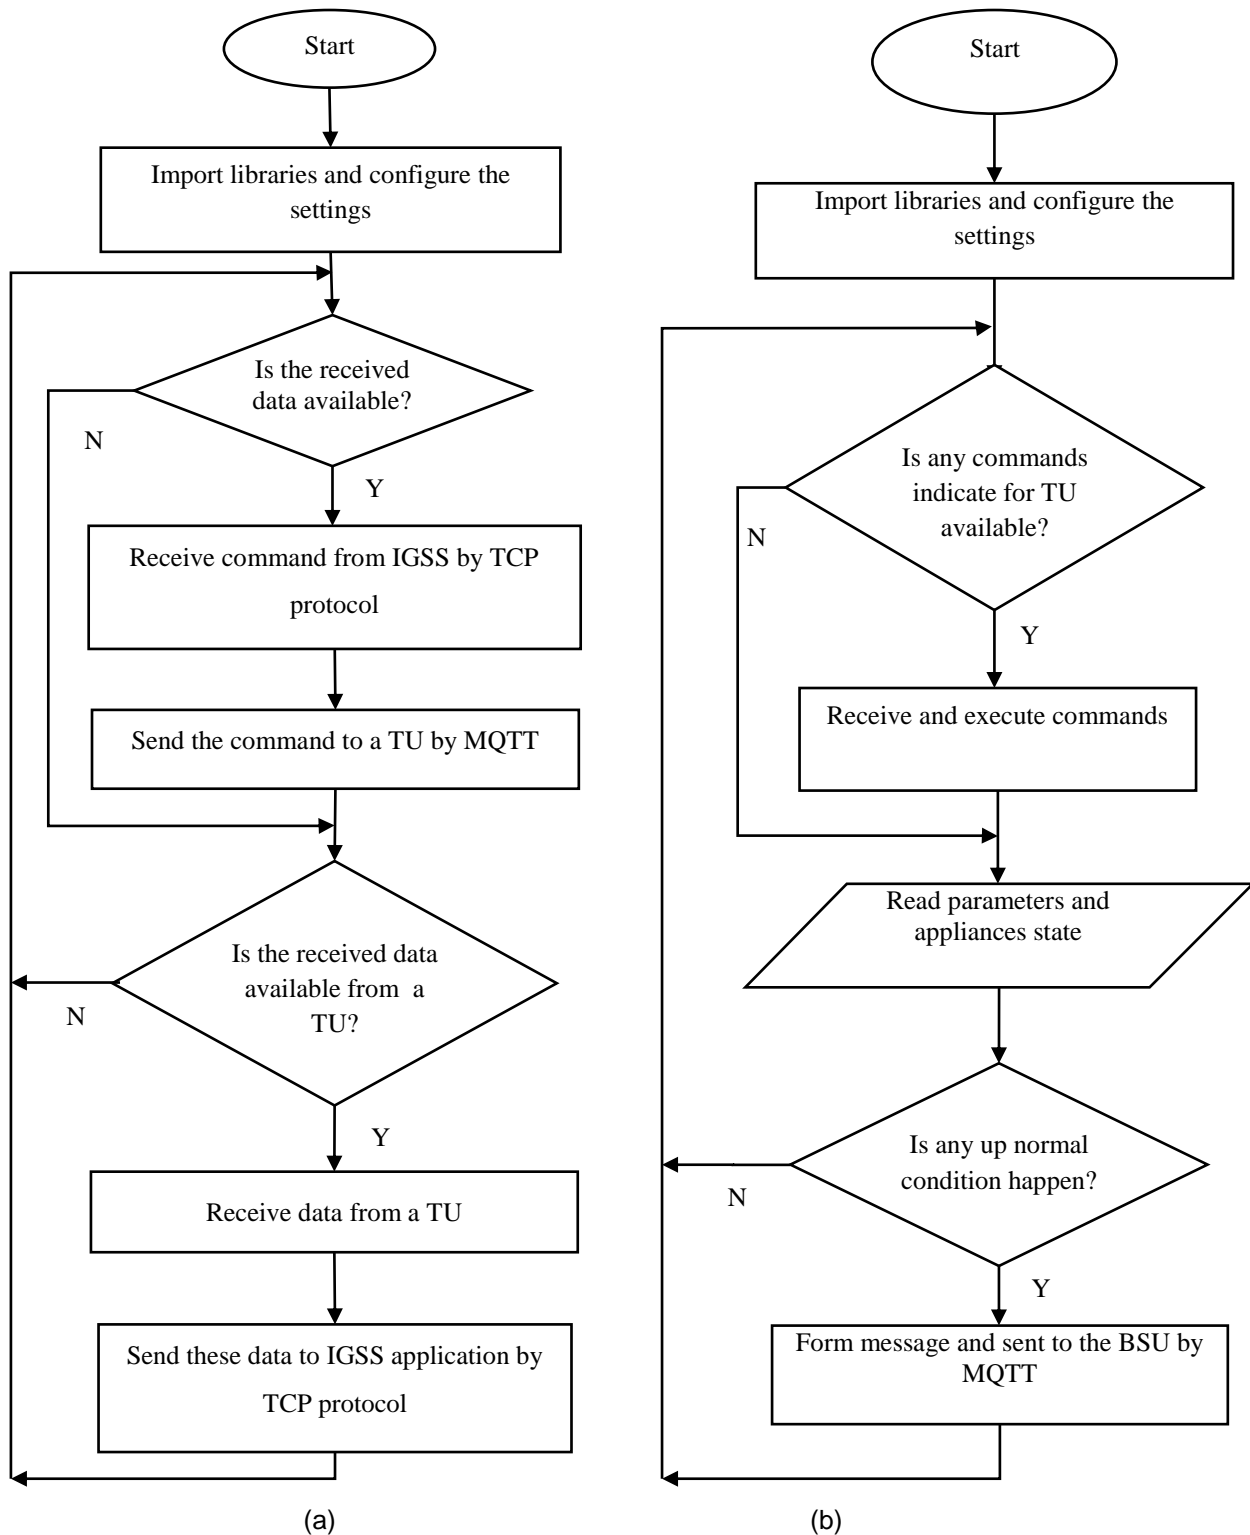 Start
Import libraries and configure the
settings
Is the received
data available?
N
Y
Receive command from IGSS by TCP
protocol
Send the command to a TU by MQTT
Is the received data
available from a
TU?
N
Y
Receive data from a TU
Send these data to IGSS application by
TCP protocol
(a)
Start
Import libraries and configure the
settings
Is any commands
indicate for TU
available?
N
Y
Receive and execute commands
Read parameters and
appliances state
Is any up normal
condition happen?
N
Y
Form message and sent to the BSU by
MQTT
(b)